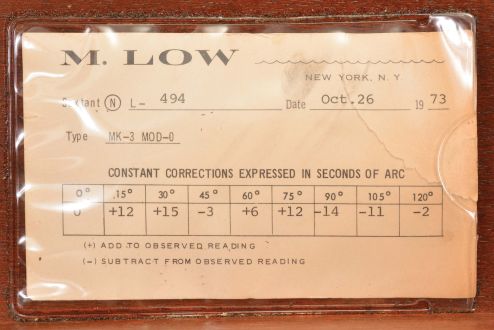 M. LOW
NEW YORK, N. Y.
Sextant Ⓝ L- 494 Date Oct.26 1973
Type MK-3 MOD-0
CONSTANT CORRECTIONS EXPRESSED IN SECONDS OF ARC
0° 15° 30° 45° 60° 75° 90° 105° 120°
0 +12 +15 -3 +6 +12 -14 -11 -2
(+) ADD TO OBSERVED READING
(-) SUBTRACT FROM OBSERVED READING